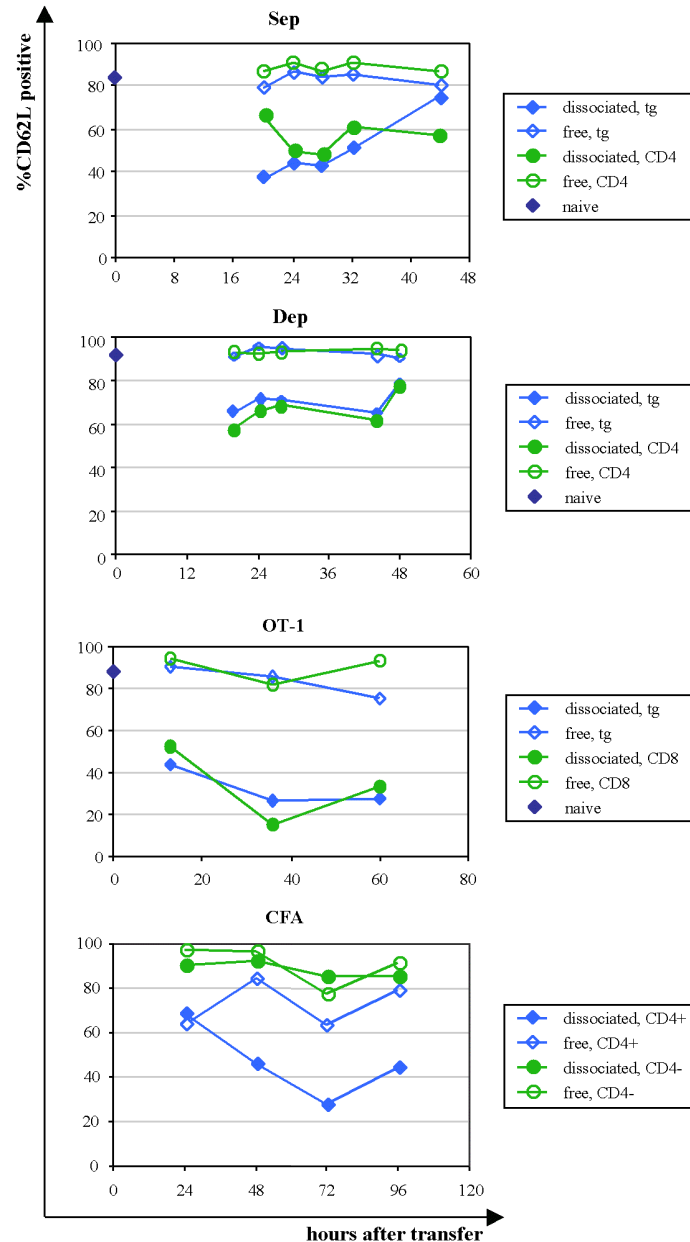 %CD62L positive
Sep
100
80
60
40
20
0
0 8 16 24 32 40 48
dissociated, tg
free, tg
dissociated, CD4
free, CD4
naive
Dep
100
80
60
40
20
0
0 12 24 36 48 60
dissociated, tg
free, tg
dissociated, CD4
free, CD4
naive
OT-1
100
80
60
40
20
0
0 20 40 60 80
dissociated, tg
free, tg
dissociated, CD8
free, CD8
naive
CFA
100
80
60
40
20
0
0 24 48 72 96 120
dissociated, CD4+
free, CD4+
dissociated, CD4-
free, CD4-
hours after transfer